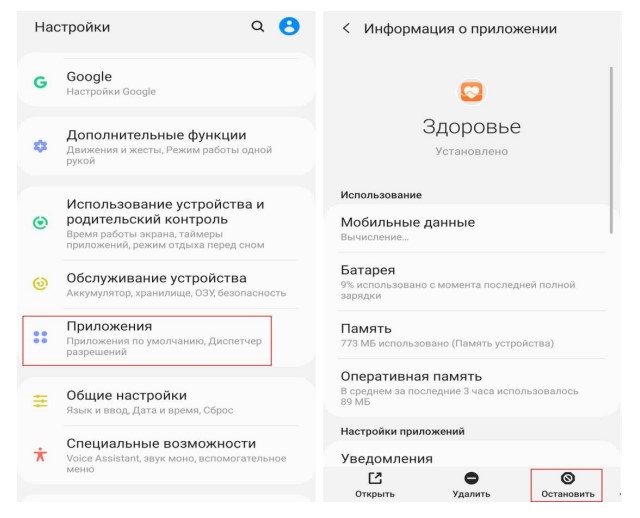 Настройки
Google
Настройки Google
Дополнительные функции
Движения и жесты, Режим работы одной
рукой
Использование устройства и
родительский контроль
Время работы экрана, таймеры
приложений, режим отдыха перед сном
Обслуживание устройства
Аккумулятор, хранилище, ОЗУ, безопасность
Приложения
Приложения по умолчанию, Диспетчер
разрешений
Общие настройки
Язык и ввод, Дата и время, Сброс
Специальные возможности
Voice Assistant, звук моно, вспомогательное
меню
Информация о приложении
Здоровье
Установлено
Использование
Мобильные данные
Вычисление...
Батарея
9% использовано с момента последней полной
зарядки
Память
773 МБ использовано (Память устройства)
Оперативная память
В среднем за последние 3 часа использовалось
89 МБ
Настройки приложений
Уведомления
Открыть
Удалить
Остановить